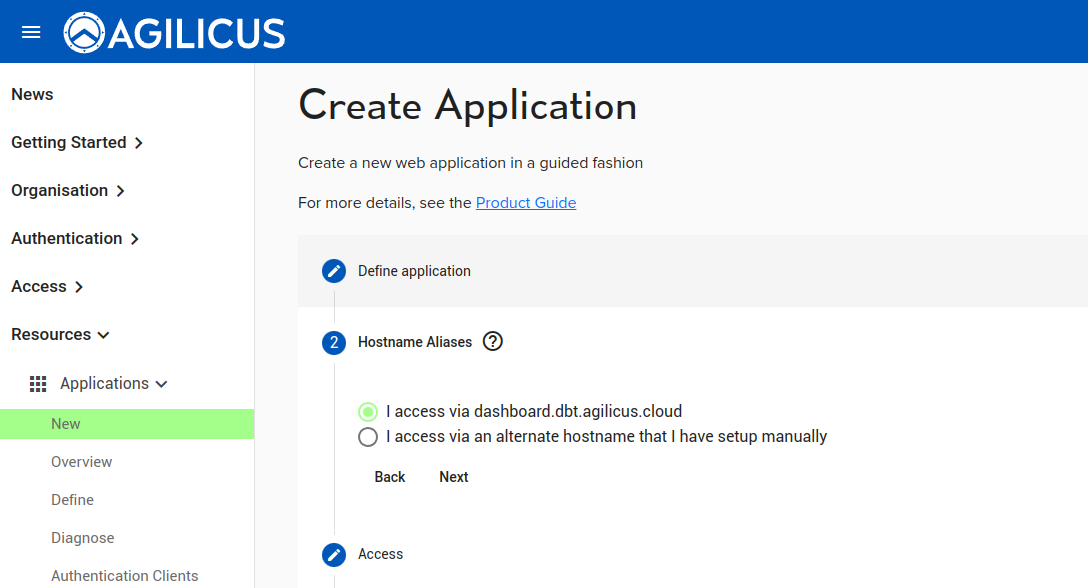 AGILICUS
News
Getting Started
Organisation
Authentication
Access
Resources
Applications
New
Overview
Define
Diagnose
Authentication Clients
Create Application
Create a new web application in a guided fashion
For more details, see the Product Guide
Define application
2 Hostname Aliases ?
I access via dashboard.dbt.agilicus.cloud
I access via an alternate hostname that I have setup manually
Back Next
Access